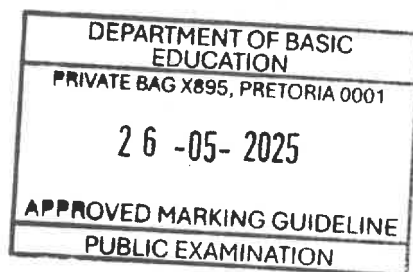 DEPARTMENT OF BASIC
EDUCATION
PRIVATE BAG X895, PRETORIA 0001
26 -05- 2025
APPROVED MARKING GUIDELINE
PUBLIC EXAMINATION